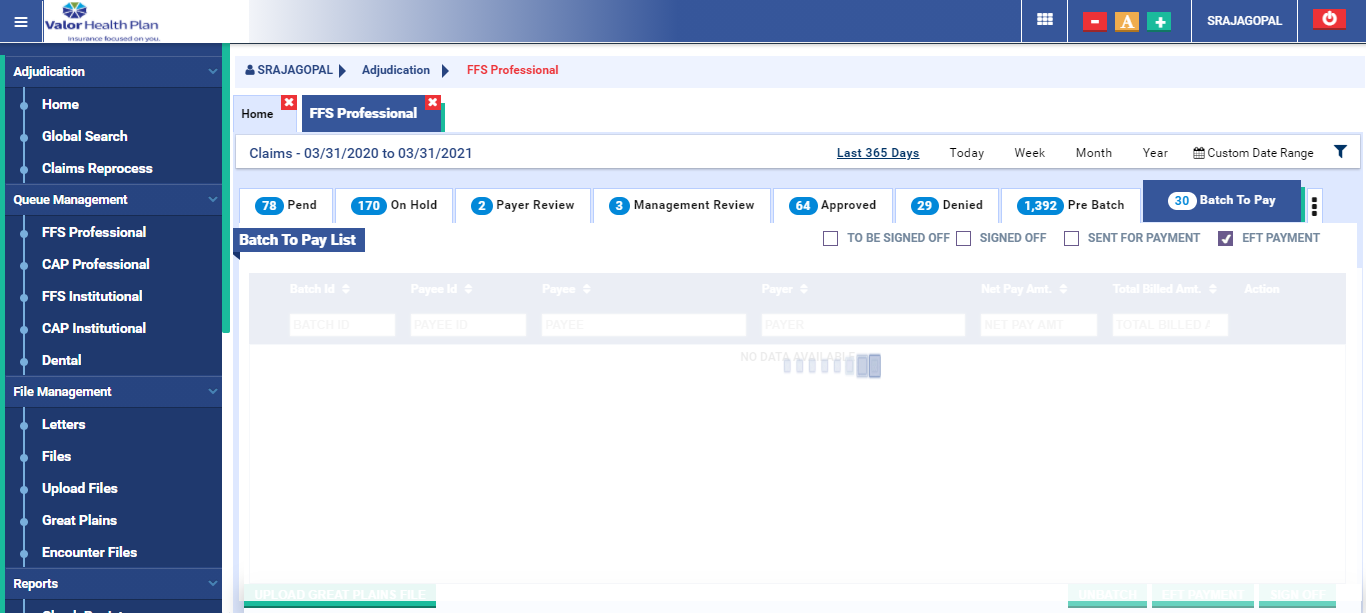 Valor Health Plan
Insurance focused on you.
A
SRAJAGOPAL
Adjudication
Home
Global Search
Claims Reprocess
Queue Management
FFS Professional
CAP Professional
FFS Institutional
CAP Institutional
Dental
File Management
Letters
Files
Upload Files
Great Plains
Encounter Files
Reports
SRAJAGOPAL Adjudication FFS Professional
Home FFS Professional
Claims - 03/31/2020 to 03/31/2021 Last 365 Days Today Week Month Year Custom Date Range
78 Pend 170 On Hold 2 Payer Review 3 Management Review 64 Approved 29 Denied 1,392 Pre Batch 30 Batch To Pay
Batch To Pay List TO BE SIGNED OFF SIGNED OFF SENT FOR PAYMENT EFT PAYMENT
Batch Id Payee Id Payee Payer Net Pay Amt. Total Billed Amt. Action
BATCH ID PAYEE ID PAYEE PAYER NET PAY AMT TOTAL BILLED A
NO DATA AVAILABLE
UPLOAD GREAT PLAINS FILE UNBATCH EFT PAYMENT SIGN OFF